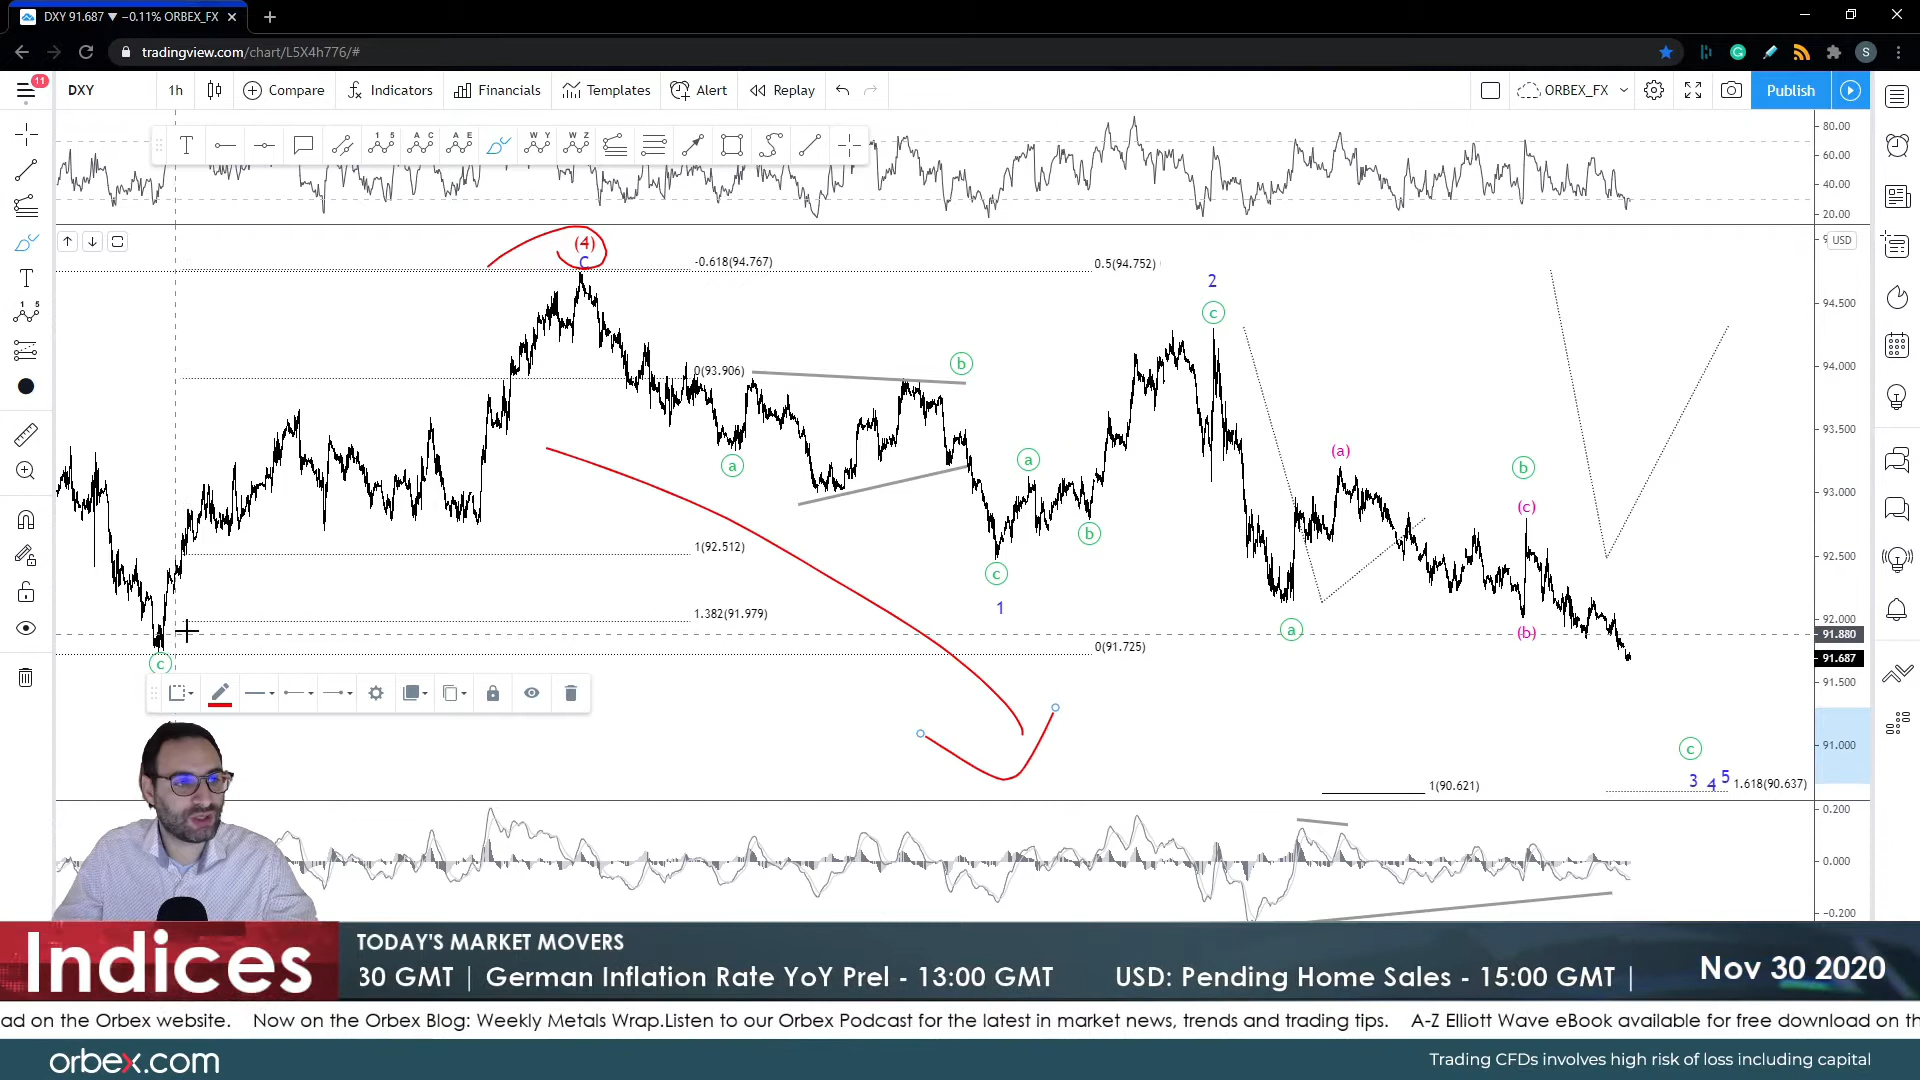 DXY 91.687 ▼ −0.11% ORBEX_FX
tradingview.com/chart/L5X4h776/#
S
11
DXY 1h Compare Indicators Financials Templates Alert Replay ORBEX_FX Publish
T 1 5 A C A E W Y W Z
80.00
60.00
40.00
20.00
USD
(4)
C
-0.618(94.767)
0.5(94.752)
2
c
94.500
b
94.000
0(93.906)
93.500
(a)
a
a
b
93.000
(c)
b
92.500
1(92.512)
c
1
1.382(91.979)
a
(b)
92.000
91.880
0(91.725)
91.687
c
91.500
91.000
c
3 4 5
1(90.621)
1.618(90.637)
0.200
0.000
−0.200
Indices
TODAY'S MARKET MOVERS
30 GMT | German Inflation Rate YoY Prel - 13:00 GMT USD: Pending Home Sales - 15:00 GMT |
Nov 30 2020
ad on the Orbex website. Now on the Orbex Blog: Weekly Metals Wrap.Listen to our Orbex Podcast for the latest in market news, trends and trading tips. A-Z Elliott Wave eBook available for free download on th
orbex.com
Trading CFDs involves high risk of loss including capital